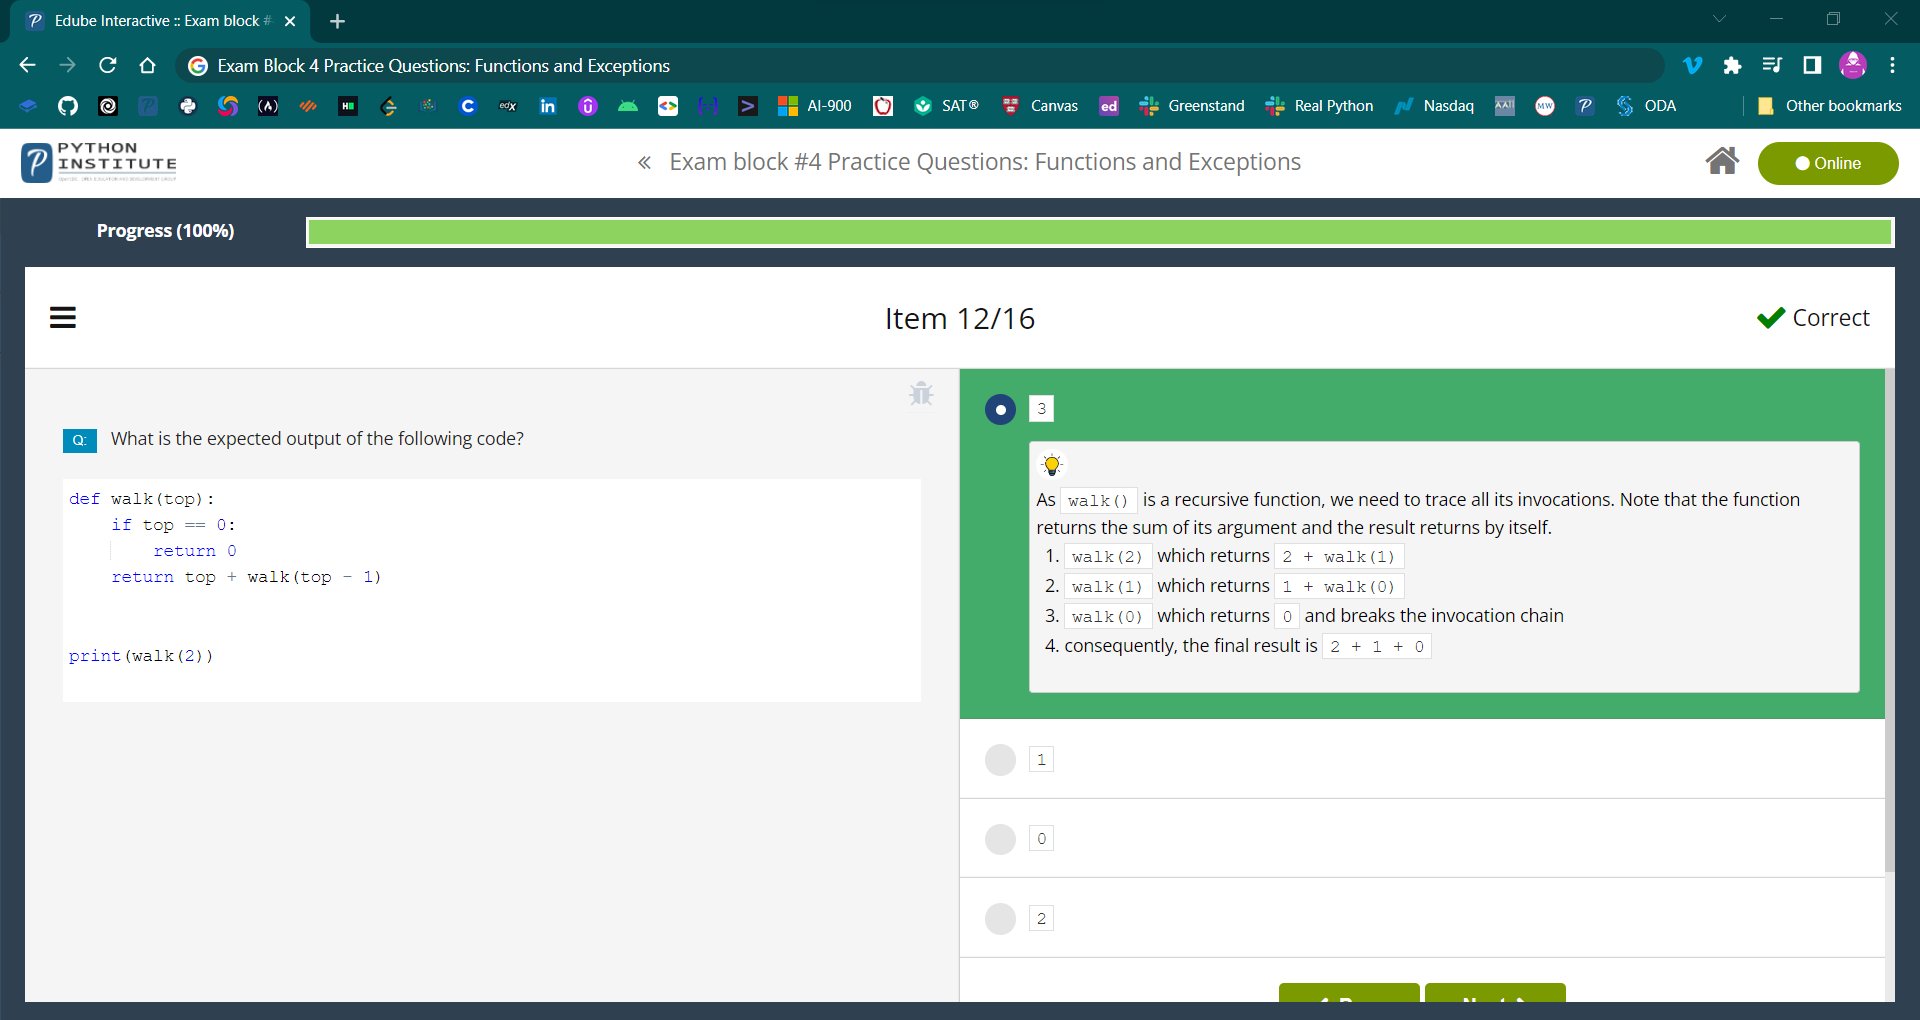 Edube Interactive :: Exam block #
Exam Block 4 Practice Questions: Functions and Exceptions
edX
in
AI-900
SAT®
Canvas
ed
Greenstand
Real Python
Nasdaq
MW
ODA
Other bookmarks
PYTHON
INSTITUTE
« Exam block #4 Practice Questions: Functions and Exceptions
Online
Progress (100%)
Item 12/16
Correct
Q: What is the expected output of the following code?
def walk(top):
    if top == 0:
        return 0
    return top + walk(top - 1)
print(walk(2))
3
As walk() is a recursive function, we need to trace all its invocations. Note that the function
returns the sum of its argument and the result returns by itself.
1. walk(2) which returns 2 + walk(1)
2. walk(1) which returns 1 + walk(0)
3. walk(0) which returns 0 and breaks the invocation chain
4. consequently, the final result is 2 + 1 + 0
1
0
2